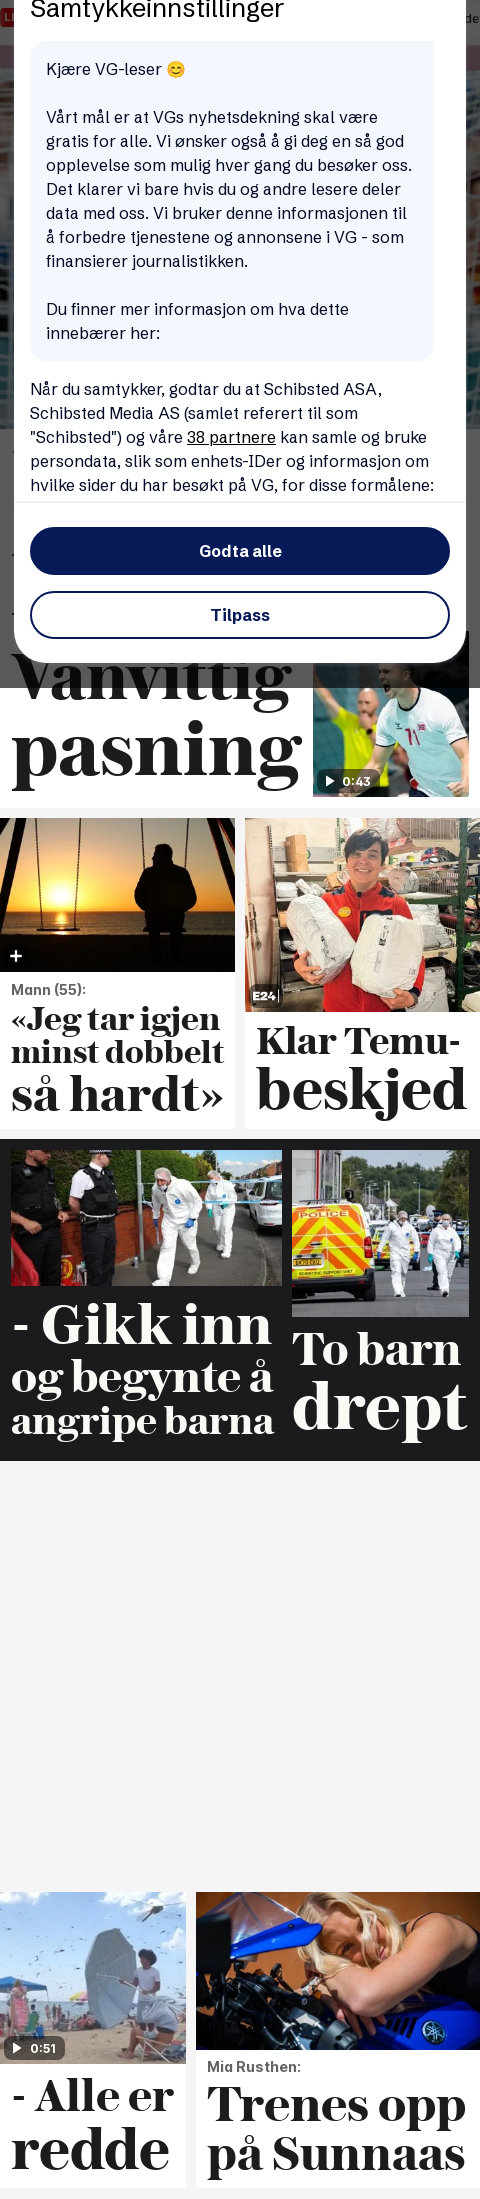 Samtykkeinnstillinger
Kjære VG-leser 😊
Vårt mål er at VGs nyhetsdekning skal være
gratis for alle. Vi ønsker også å gi deg en så god
opplevelse som mulig hver gang du besøker oss.
Det klarer vi bare hvis du og andre lesere deler
data med oss. Vi bruker denne informasjonen til
å forbedre tjenestene og annonsene i VG - som
finansierer journalistikken.
Du finner mer informasjon om hva dette
innebærer her:
Når du samtykker, godtar du at Schibsted ASA,
Schibsted Media AS (samlet referert til som
"Schibsted") og våre 38 partnere kan samle og bruke
persondata, slik som enhets-IDer og informasjon om
hvilke sider du har besøkt på VG, for disse formålene:
Godta alle
Tilpass
Vanvittig
pasning
11
0:43
Mann (55):
«Jeg tar igjen
minst dobbelt
så hardt»
E24
Klar Temu-
beskjed
- Gikk inn
og begynte å
angripe barna
POLICE
To barn
drept
0:51
- Alle er
redde
Mia Rusthen:
Trenes opp
på Sunnaas